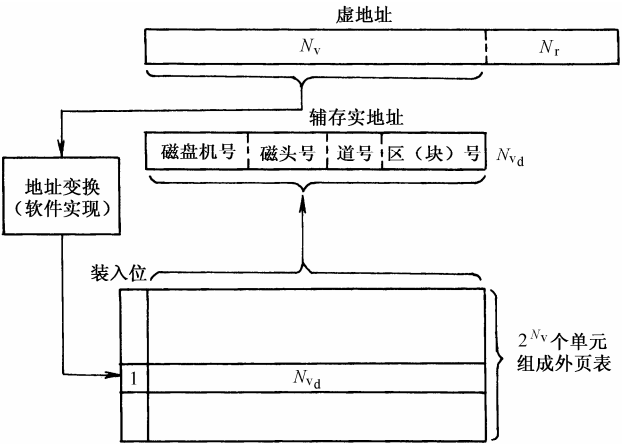 虚地址
Nv Nr
辅存实地址
磁盘机号 磁头号 道号 区（块）号 Nvd
地址变换
（软件实现）
装入位
2^Nv个单元
组成外页表
1 Nvd